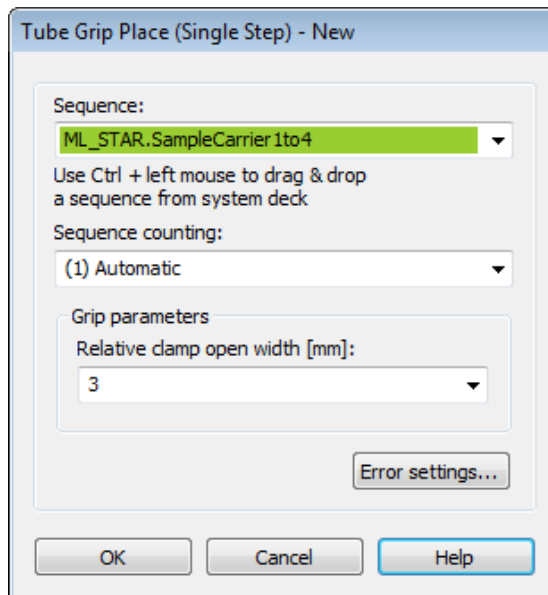 Tube Grip Place (Single Step) - New
Sequence:
ML_STAR.SampleCarrier1to4
Use Ctrl + left mouse to drag & drop
a sequence from system deck
Sequence counting:
(1) Automatic
Grip parameters
Relative clamp open width [mm]:
3
Error settings...
OK Cancel Help